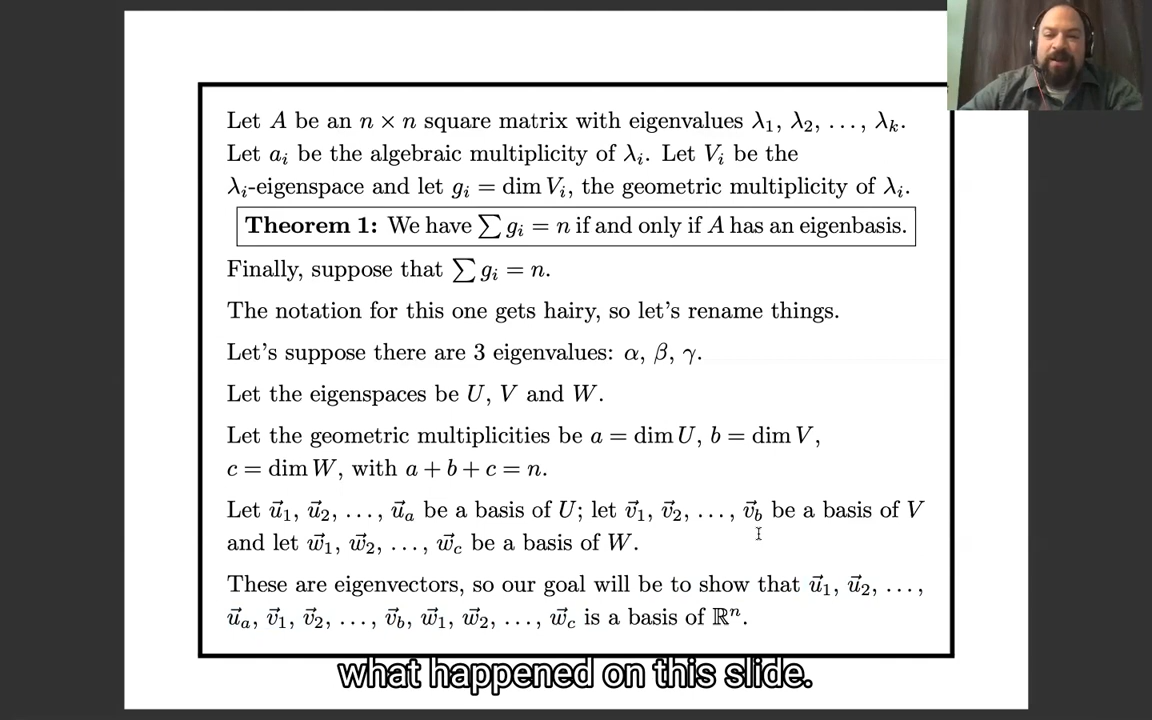 Let A be an n × n square matrix with eigenvalues λ₁, λ₂, …, λₖ.
Let aᵢ be the algebraic multiplicity of λᵢ. Let Vᵢ be the
λᵢ-eigenspace and let gᵢ = dim Vᵢ, the geometric multiplicity of λᵢ.
Theorem 1: We have ∑ gᵢ = n if and only if A has an eigenbasis.
Finally, suppose that ∑ gᵢ = n.
The notation for this one gets hairy, so let's rename things.
Let's suppose there are 3 eigenvalues: α, β, γ.
Let the eigenspaces be U, V and W.
Let the geometric multiplicities be a = dim U, b = dim V,
c = dim W, with a + b + c = n.
Let u⃗₁, u⃗₂, …, u⃗ₐ be a basis of U; let v⃗₁, v⃗₂, …, v⃗_b be a basis of V
and let w⃗₁, w⃗₂, …, w⃗_c be a basis of W.
These are eigenvectors, so our goal will be to show that u⃗₁, u⃗₂, …,
u⃗ₐ, v⃗₁, v⃗₂, …, v⃗_b, w⃗₁, w⃗₂, …, w⃗_c is a basis of ℝⁿ.
what happened on this slide.